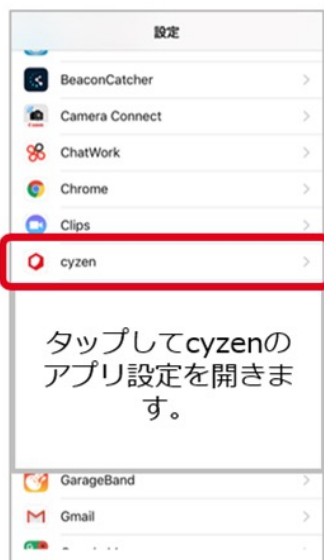 設定
BeaconCatcher
Camera Connect
ChatWork
Chrome
Clips
cyzen
タップしてcyzenの
アプリ設定を開きま
す。
GarageBand
Gmail